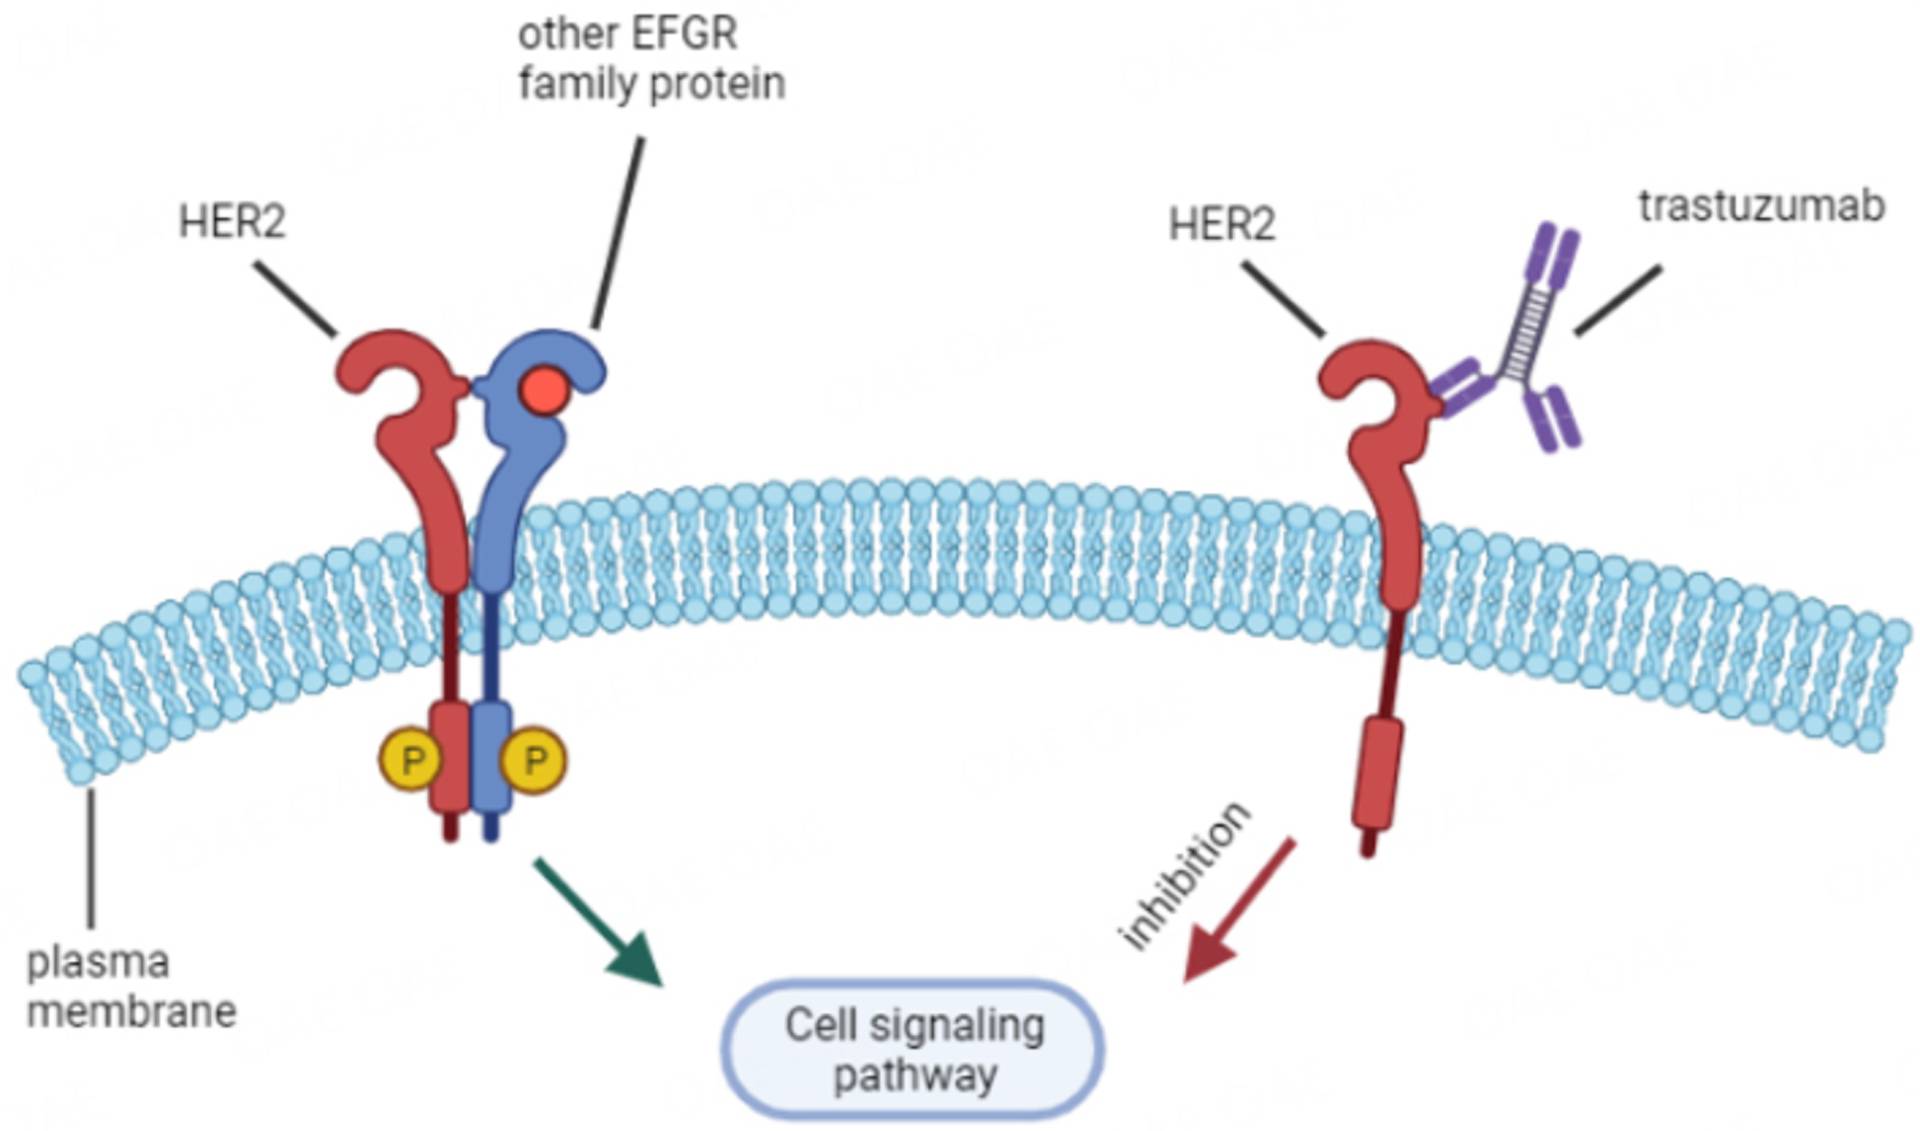 other EFGR
family protein
HER2
HER2
trastuzumab
P
P
inhibition
plasma
membrane
Cell signaling
pathway